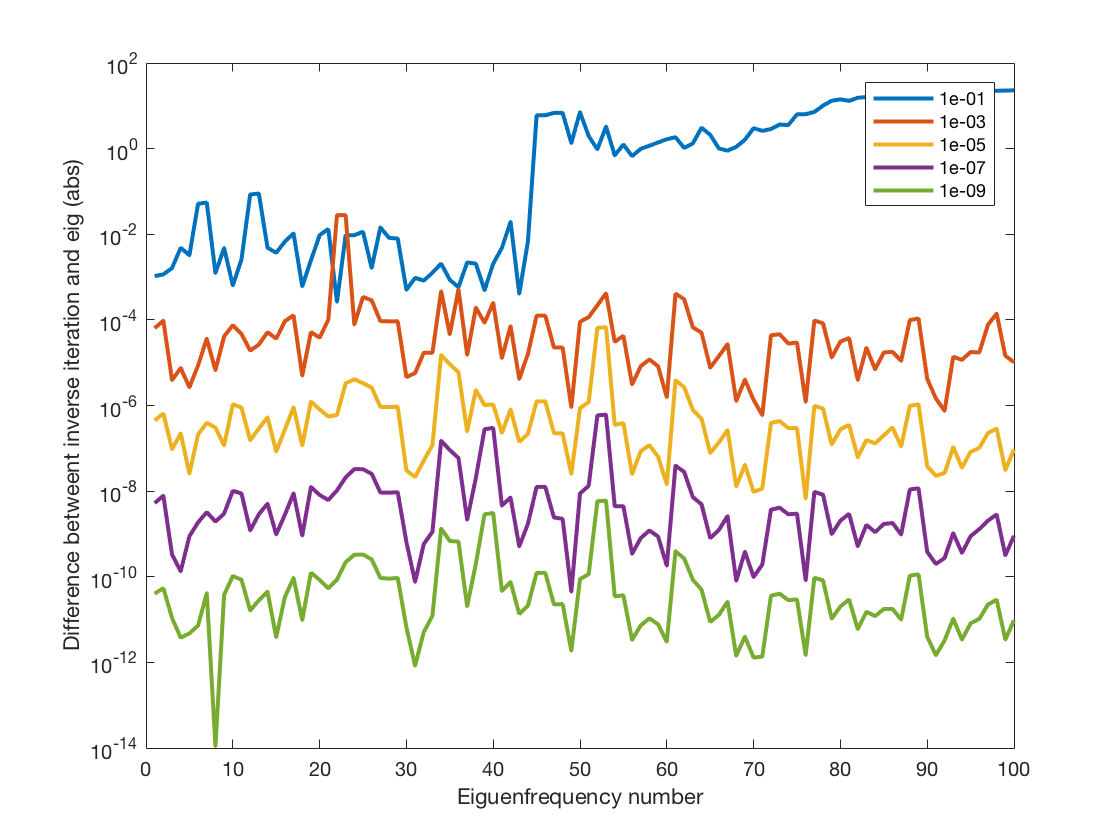 10^2
10^0
10^-2
10^-4
10^-6
10^-8
10^-10
10^-12
10^-14
Difference betweent inverse iteration and eig (abs)
1e-01
1e-03
1e-05
1e-07
1e-09
0 10 20 30 40 50 60 70 80 90 100
Eiguenfrequency number